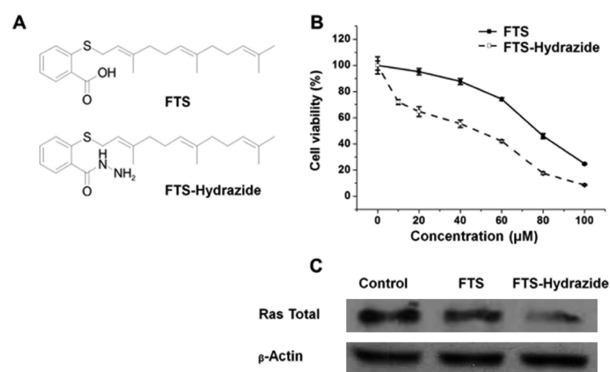 A
S
OH
O
FTS
S
H
N
NH₂
O
FTS-Hydrazide
B
FTS
FTS-Hydrazide
Cell viability (%)
120
100
80
60
40
20
0
0 20 40 60 80 100
Concentration (μM)
C
Control FTS FTS-Hydrazide
Ras Total
β-Actin